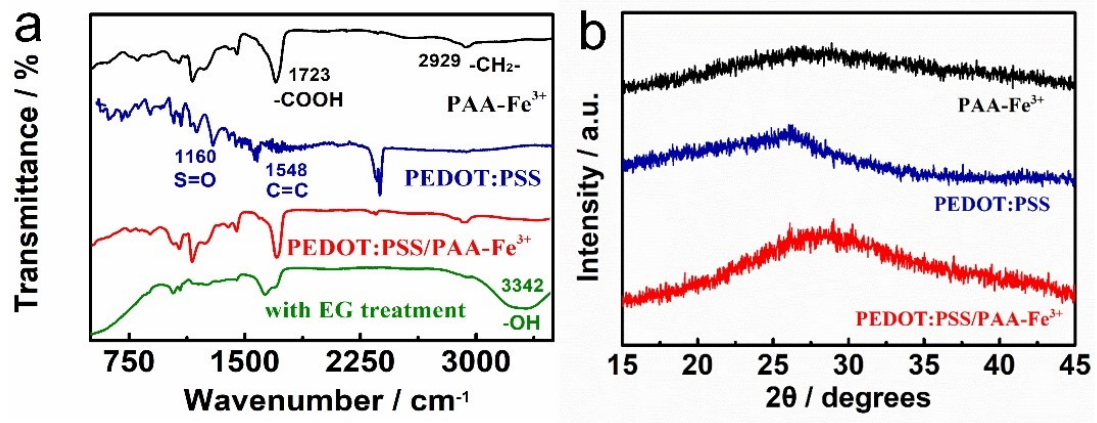 a
Transmittance / %
1723
-COOH
2929 -CH₂-
PAA-Fe³⁺
1160
S=O
1548
C=C
PEDOT:PSS
PEDOT:PSS/PAA-Fe³⁺
with EG treatment
3342
-OH
750 1500 2250 3000
Wavenumber / cm⁻¹
b
Intensity / a.u.
PAA-Fe³⁺
PEDOT:PSS
PEDOT:PSS/PAA-Fe³⁺
15 20 25 30 35 40 45
2θ / degrees